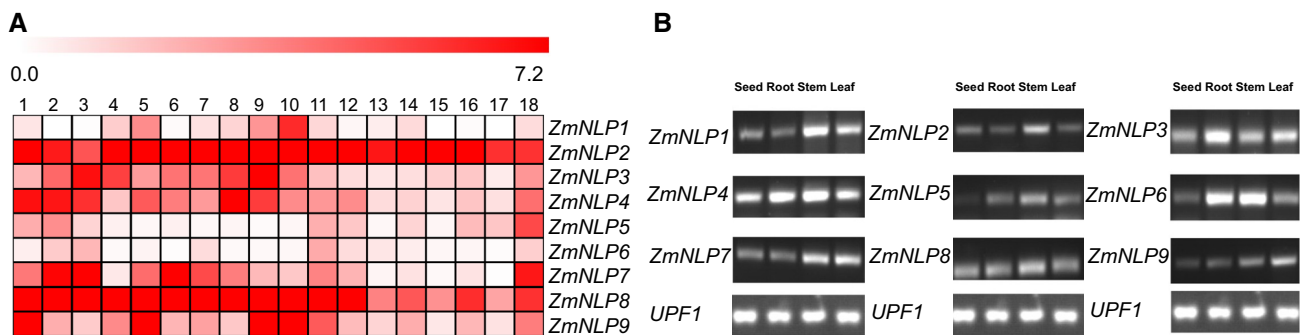 A
0.0 7.2
1 2 3 4 5 6 7 8 9 10 11 12 13 14 15 16 17 18
ZmNLP1
ZmNLP2
ZmNLP3
ZmNLP4
ZmNLP5
ZmNLP6
ZmNLP7
ZmNLP8
ZmNLP9
B
Seed Root Stem Leaf Seed Root Stem Leaf Seed Root Stem Leaf
ZmNLP1 ZmNLP2 ZmNLP3
ZmNLP4 ZmNLP5 ZmNLP6
ZmNLP7 ZmNLP8 ZmNLP9
UPF1 UPF1 UPF1